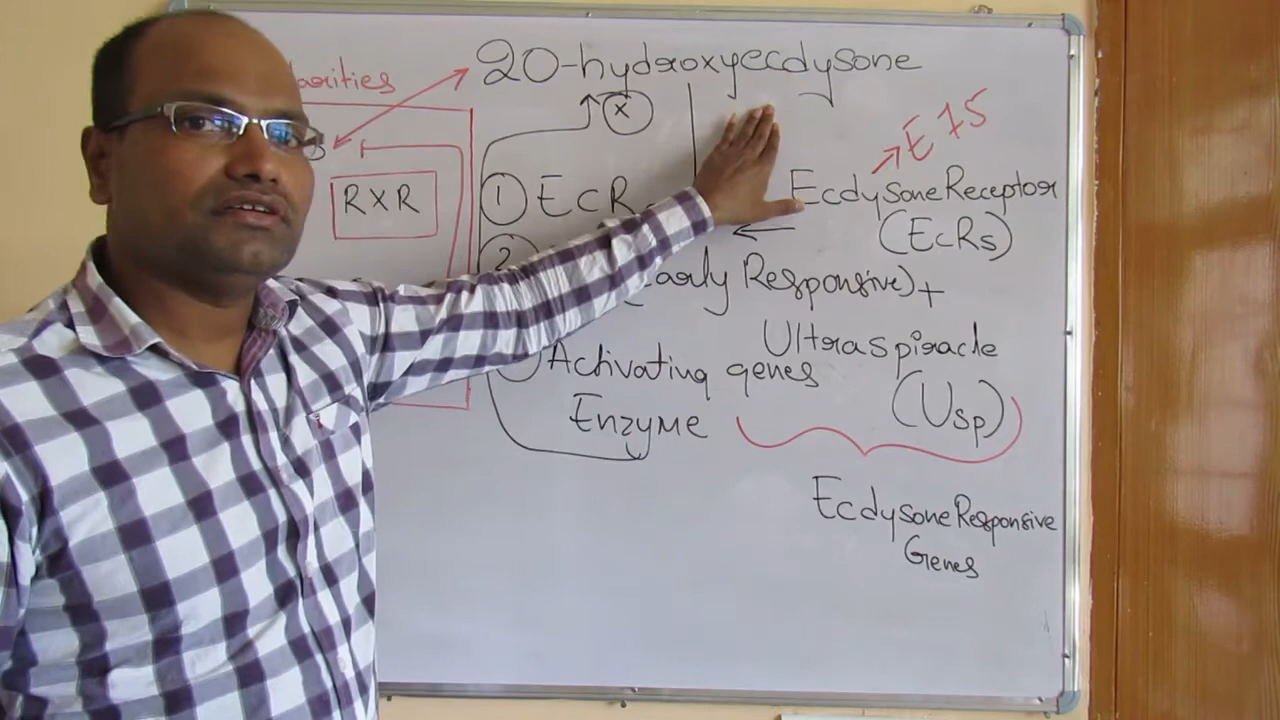 20-hydroxyecdysone
X
E75
RXR
1 EcR
Ecdysone Receptor
(EcRs)
2
Responsive) +
Ultraspiracle
(Usp)
Activating genes
Enzyme
Ecdysone Responsive
Genes